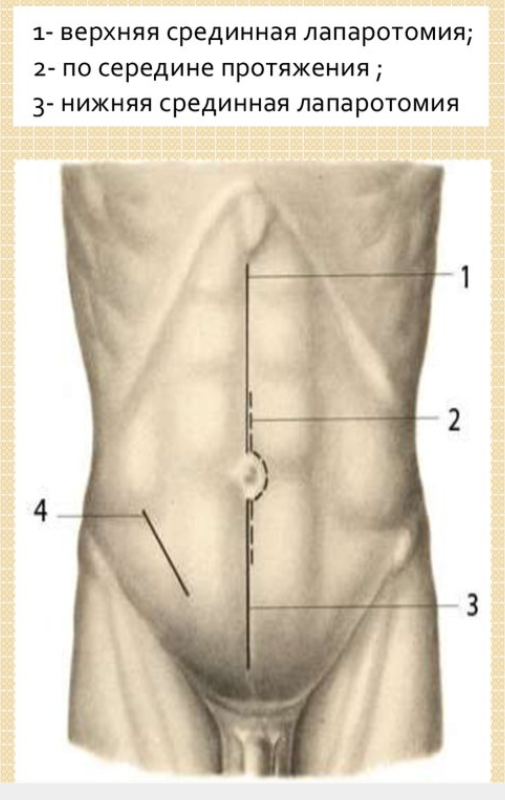 1- верхняя срединная лапаротомия;
2- по середине протяжения ;
3- нижняя срединная лапаротомия
1
2
4
3